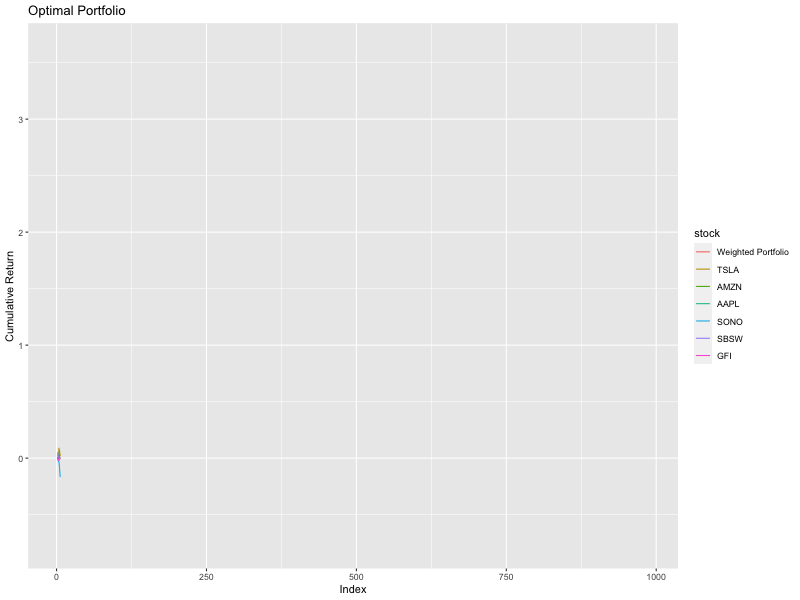 Optimal Portfolio
3
2
1
0
Cumulative Return
0 250 500 750 1000
Index
stock
Weighted Portfolio
TSLA
AMZN
AAPL
SONO
SBSW
GFI